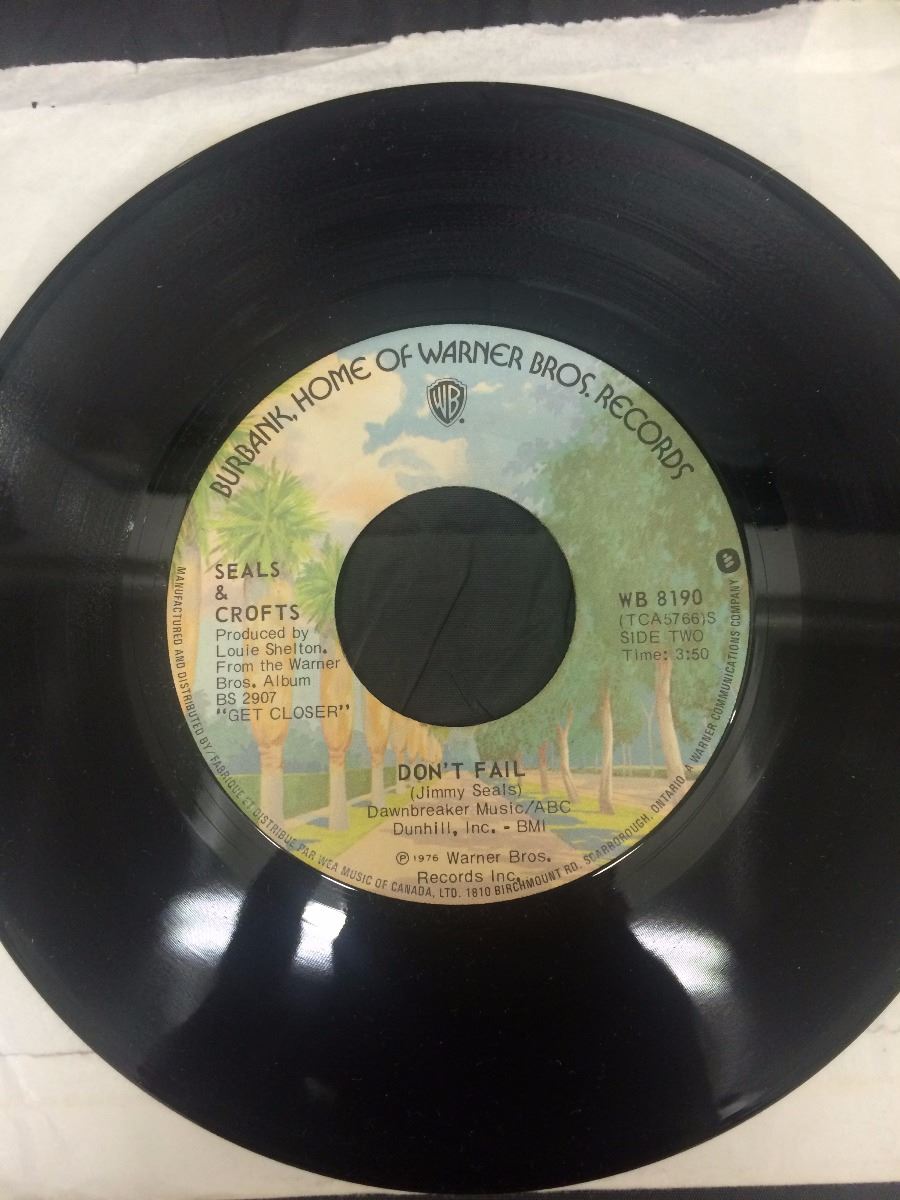 BURBANK, HOME OF WARNER BROS. RECORDS
WB
SEALS
&
CROFTS
Produced by
Louie Shelton.
From the Warner
Bros. Album
BS 2907
"GET CLOSER"
WB 8190
(TCA5766)S
SIDE TWO
Time: 3:50
DON'T FAIL
(Jimmy Seals)
Dawnbreaker Music/ABC
Dunhill, Inc. - BMI
℗ 1976 Warner Bros.
Records Inc.
MANUFACTURED AND DISTRIBUTED BY/FABRIQUE ET DISTRIBUE PAR WEA MUSIC OF CANADA, LTD. 1810 BIRCHMOUNT RD. SCARBOROUGH, ONTARIO A WARNER COMMUNICATIONS COMPANY